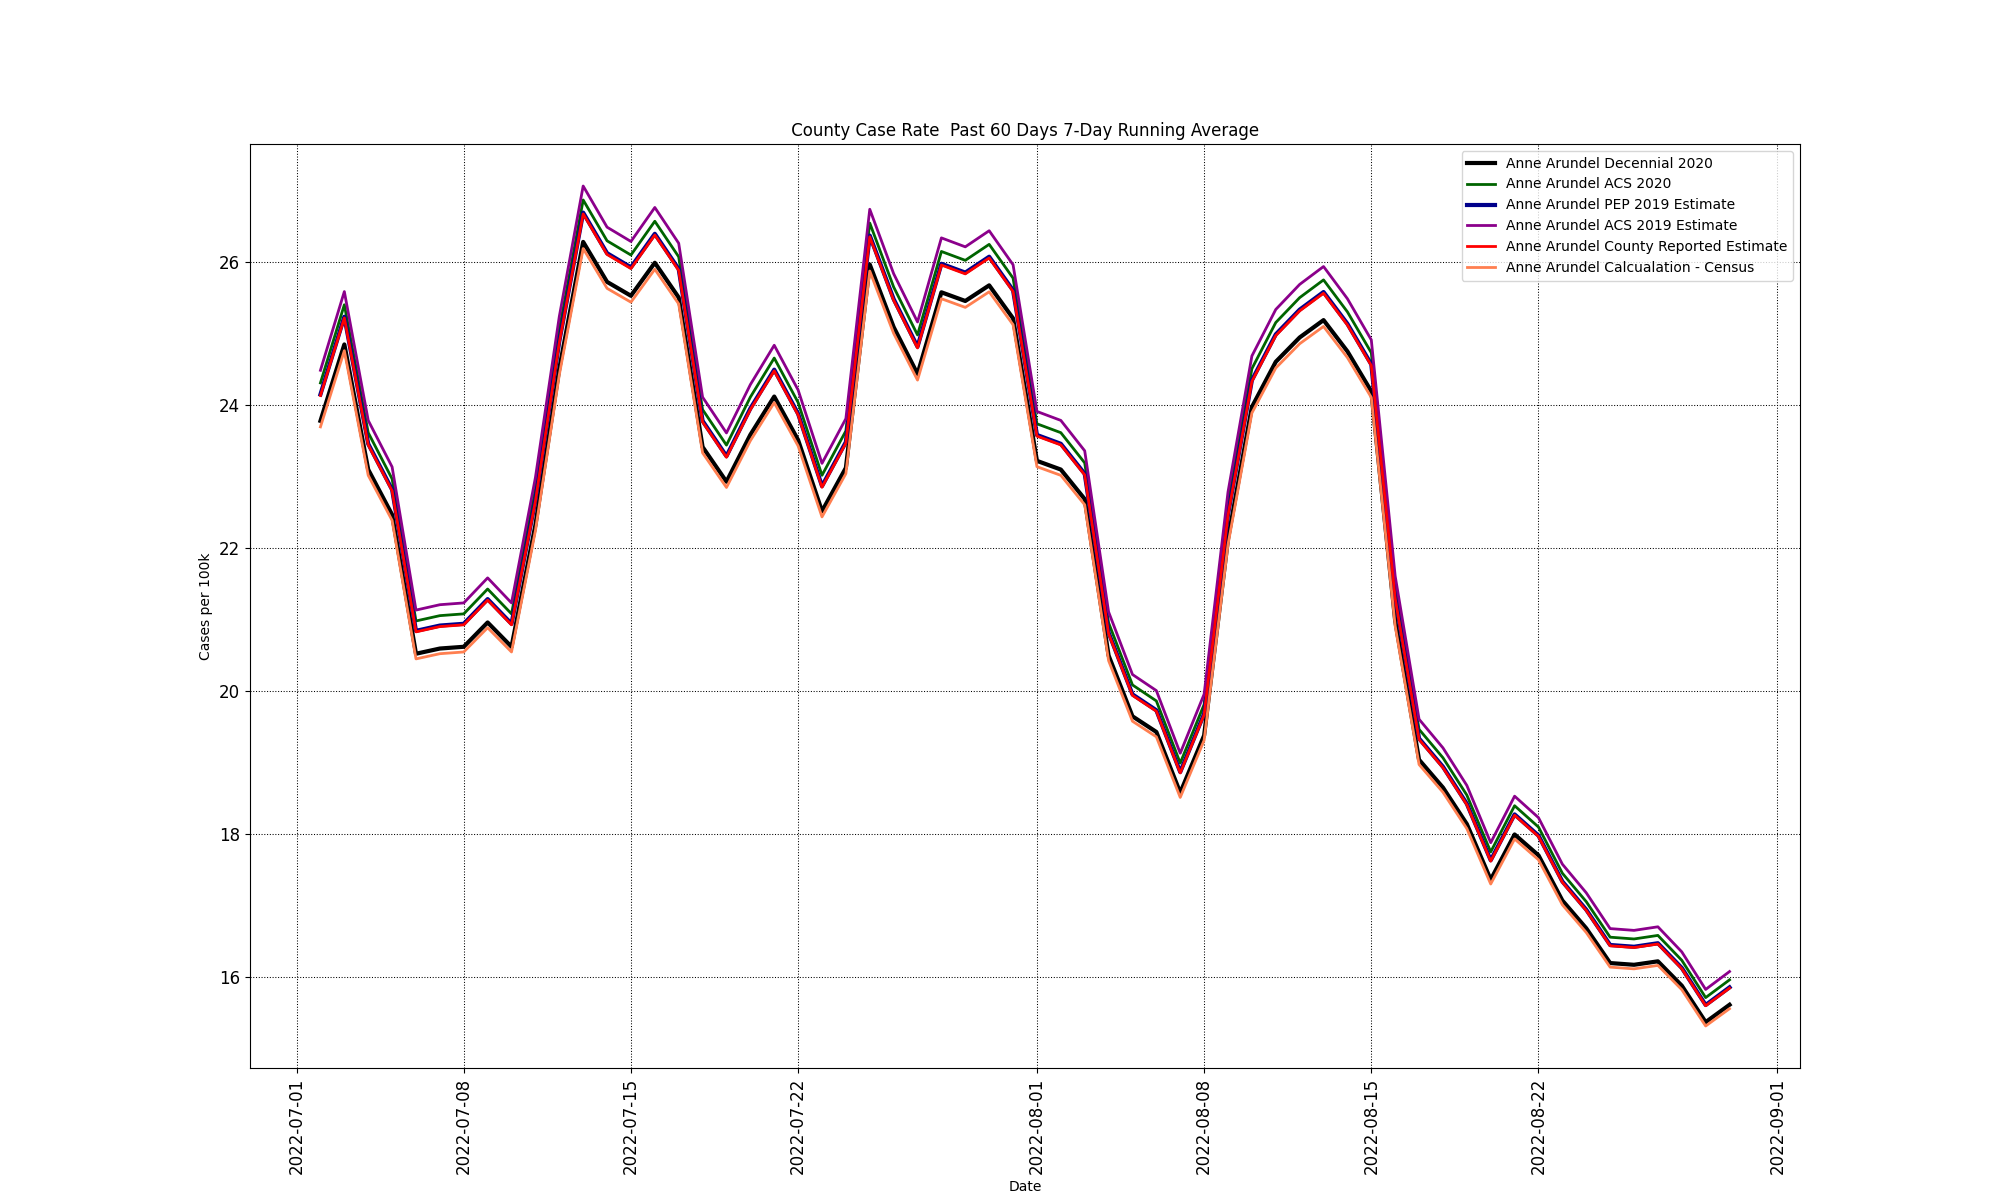 County Case Rate  Past 60 Days 7-Day Running Average
Anne Arundel Decennial 2020
Anne Arundel ACS 2020
Anne Arundel PEP 2019 Estimate
Anne Arundel ACS 2019 Estimate
Anne Arundel County Reported Estimate
Anne Arundel Calcualation - Census
Cases per 100k
26
24
22
20
18
16
2022-07-01
2022-07-08
2022-07-15
2022-07-22
2022-08-01
2022-08-08
2022-08-15
2022-08-22
2022-09-01
Date